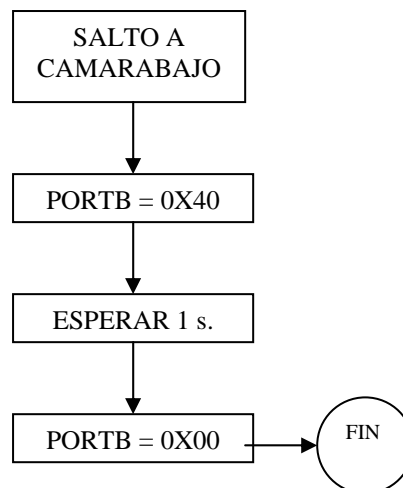 SALTO A
CAMARABAJO
PORTB = 0X40
ESPERAR 1 s.
PORTB = 0X00
FIN